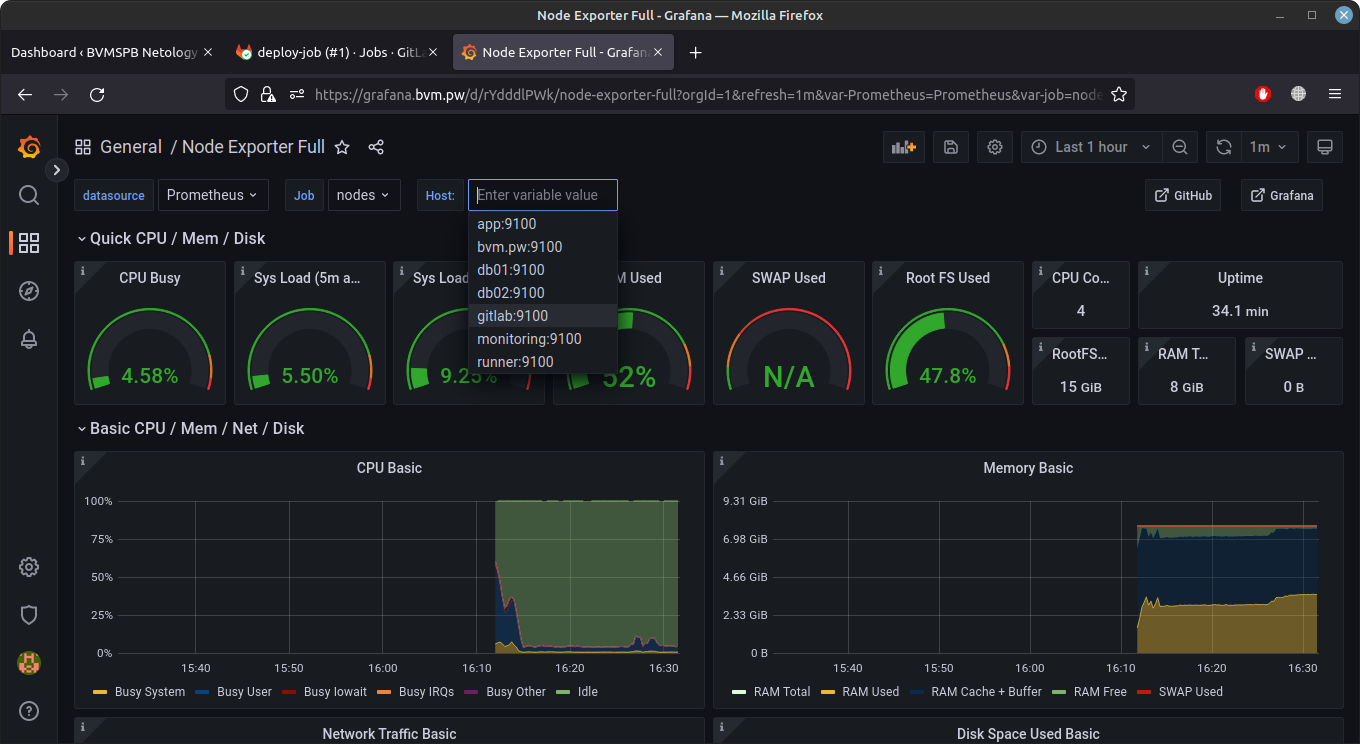 Node Exporter Full - Grafana — Mozilla Firefox
Dashboard ‹ BVMSPB Netology
deploy-job (#1) · Jobs · GitLa
Node Exporter Full - Grafana
https://grafana.bvm.pw/d/rYdddlPWk/node-exporter-full?orgId=1&refresh=1m&var-Prometheus=Prometheus&var-job=node
General / Node Exporter Full
Last 1 hour
1m
datasource Prometheus Job nodes Host: Enter variable value
GitHub Grafana
app:9100
bvm.pw:9100
db01:9100
db02:9100
gitlab:9100
monitoring:9100
runner:9100
Quick CPU / Mem / Disk
CPU Busy
4.58%
Sys Load (5m a...
5.50%
Sys Load
9.25%
M Used
52%
SWAP Used
N/A
Root FS Used
47.8%
CPU Co...
4
Uptime
34.1 min
RootFS...
15 GiB
RAM T...
8 GiB
SWAP ...
0 B
Basic CPU / Mem / Net / Disk
CPU Basic
100%
75%
50%
25%
0%
15:40 15:50 16:00 16:10 16:20 16:30
Busy System Busy User Busy Iowait Busy IRQs Busy Other Idle
Memory Basic
9.31 GiB
6.98 GiB
4.66 GiB
2.33 GiB
0 B
15:40 15:50 16:00 16:10 16:20 16:30
RAM Total RAM Used RAM Cache + Buffer RAM Free SWAP Used
Network Traffic Basic
Disk Space Used Basic